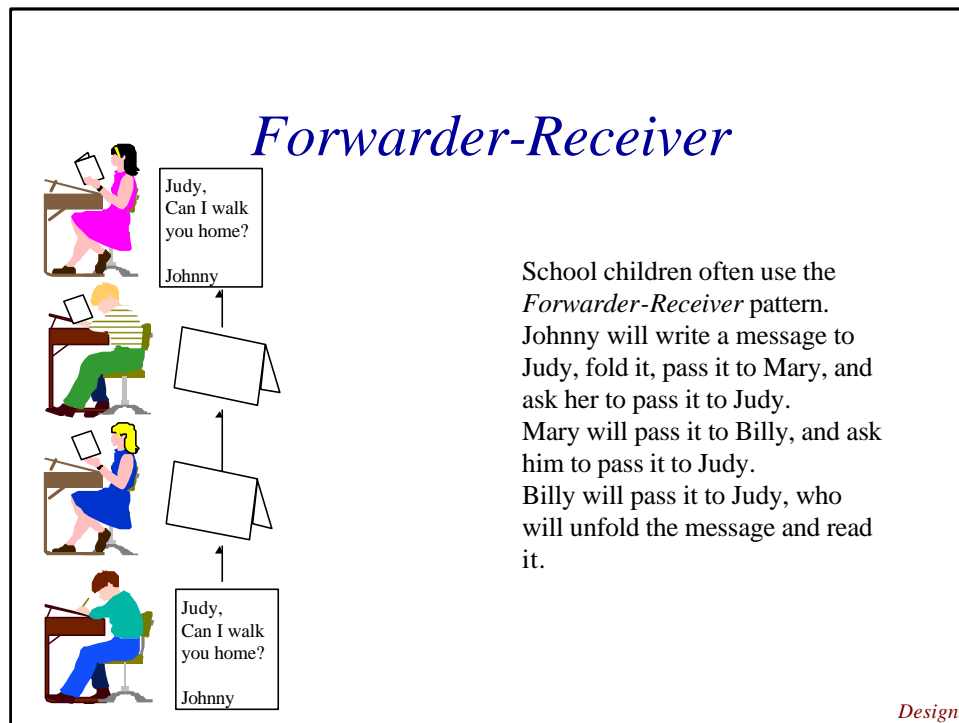 Forwarder-Receiver
Judy,
Can I walk
you home?
Johnny
School children often use the
Forwarder-Receiver pattern.
Johnny will write a message to
Judy, fold it, pass it to Mary, and
ask her to pass it to Judy.
Mary will pass it to Billy, and ask
him to pass it to Judy.
Billy will pass it to Judy, who
will unfold the message and read
it.
Judy,
Can I walk
you home?
Johnny
Design